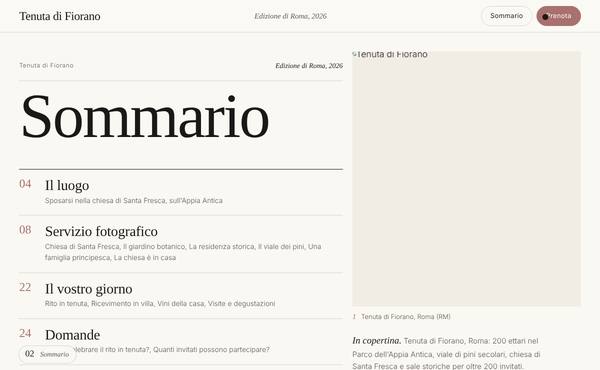 Tenuta di Fiorano
Edizione di Roma, 2026
Sommario
Prenota
Tenuta di Fiorano
Edizione di Roma, 2026
Sommario
04
Il luogo
Sposarsi nella chiesa di Santa Fresca, sull'Appia Antica
08
Servizio fotografico
Chiesa di Santa Fresca, Il giardino botanico, La residenza storica, Il viale dei pini, Una
famiglia principesca, La chiesa è in casa
22
Il vostro giorno
Rito in tenuta, Ricevimento in villa, Vini della casa, Visite e degustazioni
24
Domande
elebrare il rito in tenuta?, Quanti invitati possono partecipare?
02 Sommario
Tenuta di Fiorano
1 Tenuta di Fiorano, Roma (RM)
In copertina. Tenuta di Fiorano, Roma: 200 ettari nel
Parco dell'Appia Antica, viale di pini secolari, chiesa di
Santa Fresca e sale storiche per oltre 200 invitati.